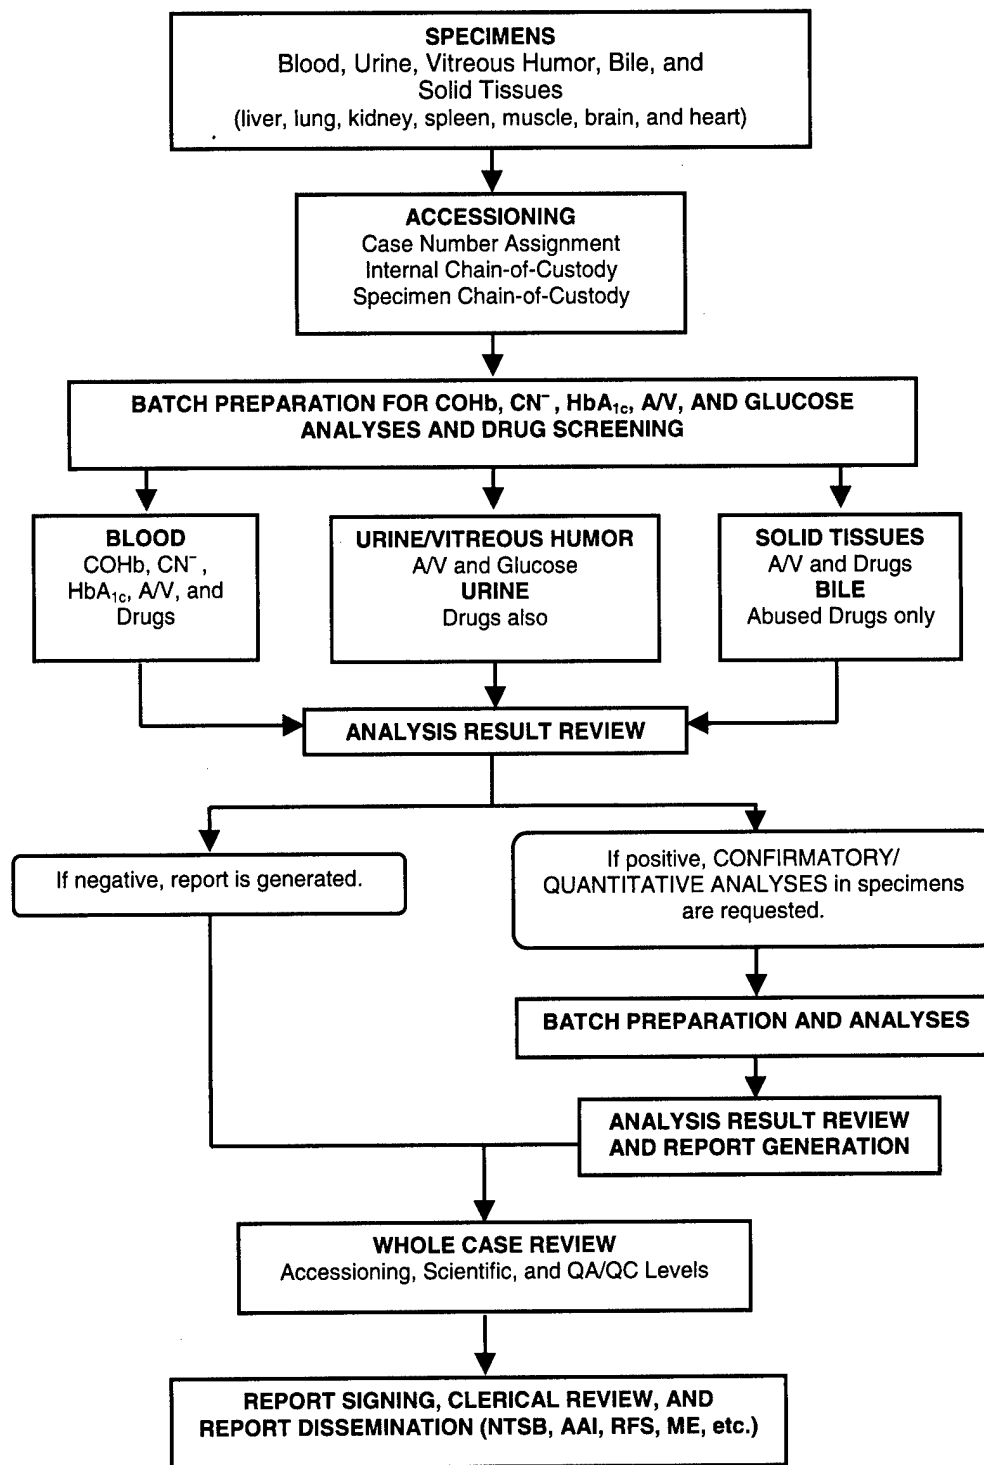 SPECIMENS
Blood, Urine, Vitreous Humor, Bile, and
Solid Tissues
(liver, lung, kidney, spleen, muscle, brain, and heart)
ACCESSIONING
Case Number Assignment
Internal Chain-of-Custody
Specimen Chain-of-Custody
BATCH PREPARATION FOR COHb, CN⁻, HbA₁c, A/V, AND GLUCOSE
ANALYSES AND DRUG SCREENING
BLOOD
COHb, CN⁻,
HbA₁c, A/V, and
Drugs
URINE/VITREOUS HUMOR
A/V and Glucose
URINE
Drugs also
SOLID TISSUES
A/V and Drugs
BILE
Abused Drugs only
ANALYSIS RESULT REVIEW
If negative, report is generated.
If positive, CONFIRMATORY/
QUANTITATIVE ANALYSES in specimens
are requested.
BATCH PREPARATION AND ANALYSES
ANALYSIS RESULT REVIEW
AND REPORT GENERATION
WHOLE CASE REVIEW
Accessioning, Scientific, and QA/QC Levels
REPORT SIGNING, CLERICAL REVIEW, AND
REPORT DISSEMINATION (NTSB, AAI, RFS, ME, etc.)